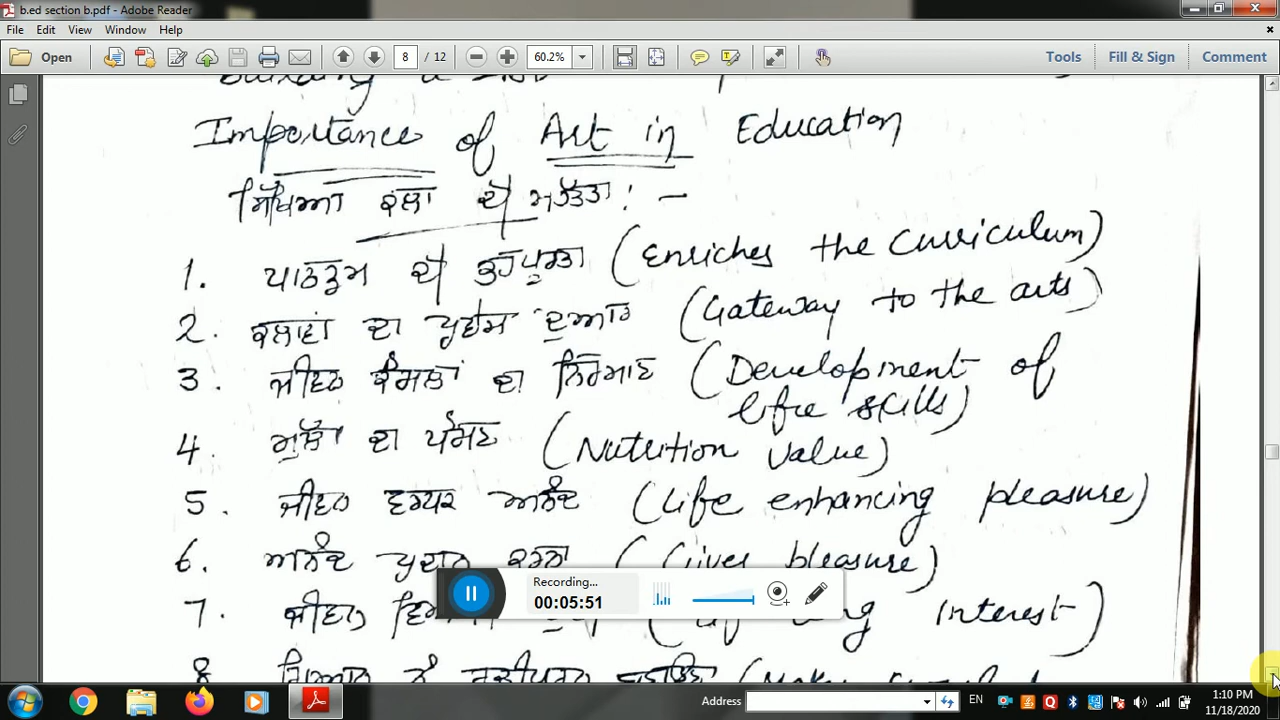 b.ed section b.pdf - Adobe Reader
File Edit View Window Help
Open 8 / 12 60.2% Tools Fill & Sign Comment
Importance of Art in Education
ਸਿੱਖਿਆ ਕਲਾ ਦੀ ਮਹੱਤਤਾ : -
1. ਪਾਠਕ੍ਰਮ ਦੀ ਭਰਪੂਰਤਾ (Enriches the curriculum)
2. ਕਲਾਵਾਂ ਦਾ ਪ੍ਰਵੇਸ ਦੁਆਰ (Gateway to the arts)
3. ਜੀਵਨ ਕੌਸਲਾਂ ਦਾ ਨਿਰਮਾਣ (Development of
life skills)
4. ਮੁੱਲਾਂ ਦਾ ਪੋਸਣ (Nutrition value)
5. ਜੀਵਨ ਵਰਧਕ ਅਨੰਦ (Life enhancing pleasure)
6. ਅਨੰਦ ਪ੍ਰਦਾਨ ਕਰਨਾ (Gives pleasure)
7. ਜੀਵਨ interest)
8
Recording...
00:05:51
Address
EN
1:10 PM
11/18/2020